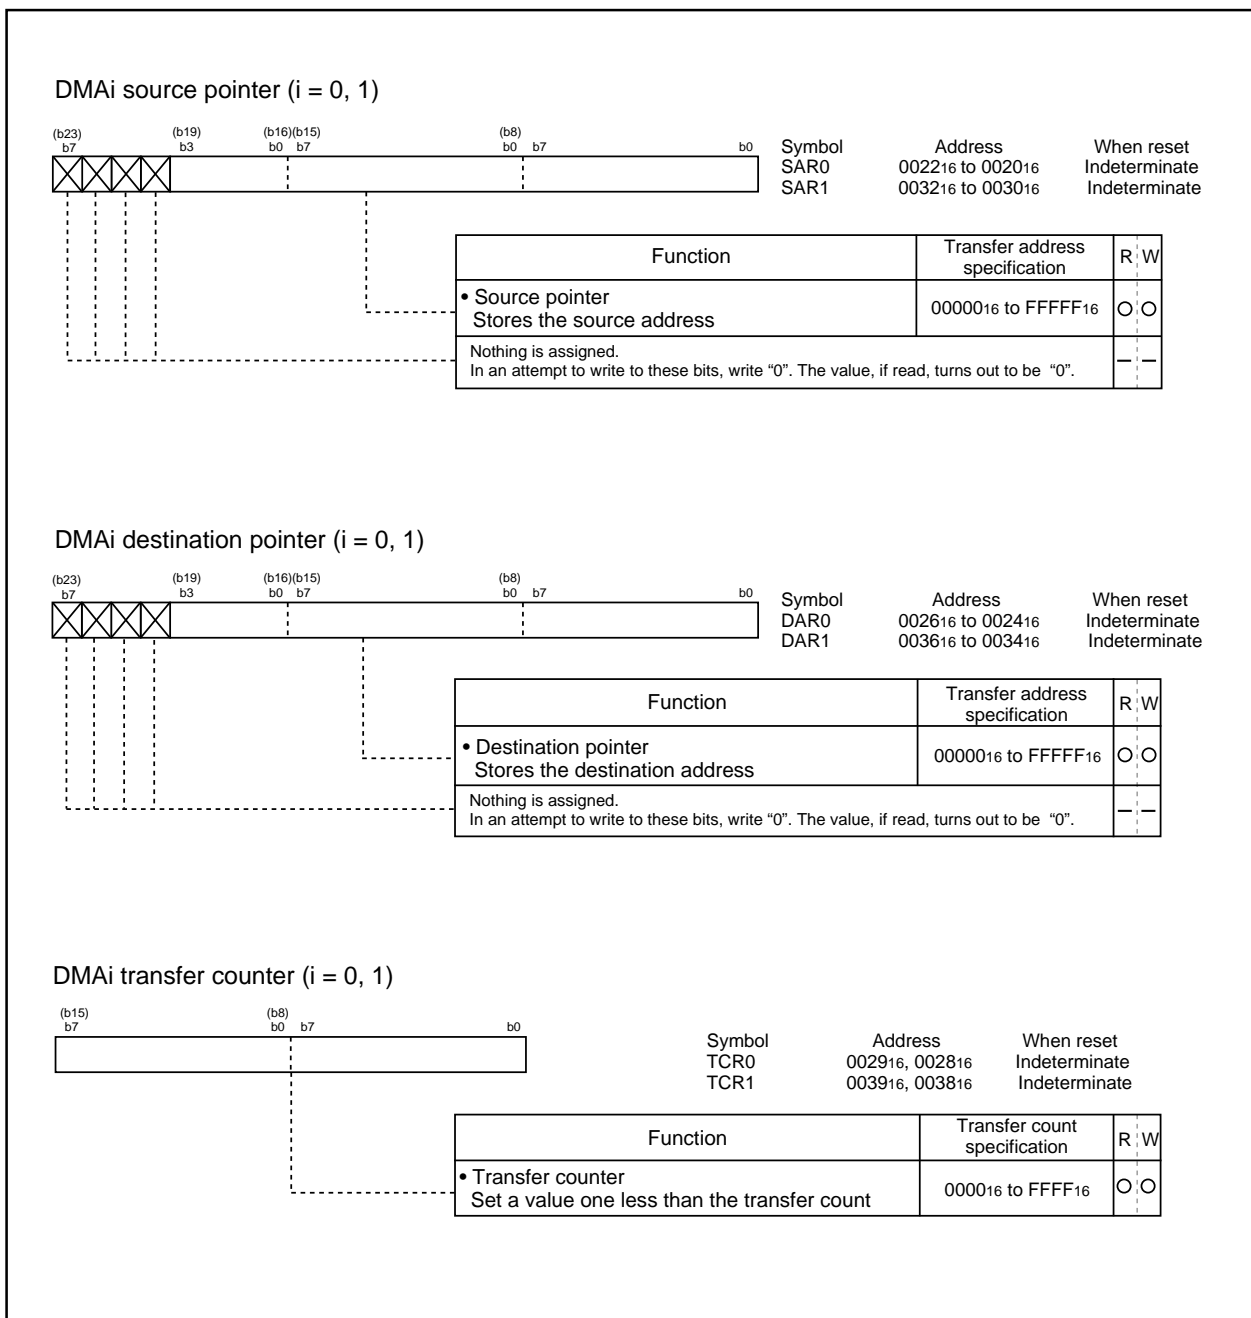 DMAi source pointer (i = 0, 1)
(b23) (b19) (b16)(b15) (b8)
b7 b3 b0 b7 b0 b7 b0
Symbol Address When reset
SAR0 002216 to 002016 Indeterminate
SAR1 003216 to 003016 Indeterminate
Function Transfer address specification R W
• Source pointer
Stores the source address
0000016 to FFFFF16
Nothing is assigned.
In an attempt to write to these bits, write “0”. The value, if read, turns out to be “0”.
DMAi destination pointer (i = 0, 1)
(b23) (b19) (b16)(b15) (b8)
b7 b3 b0 b7 b0 b7 b0
Symbol Address When reset
DAR0 002616 to 002416 Indeterminate
DAR1 003616 to 003416 Indeterminate
Function Transfer address specification R W
• Destination pointer
Stores the destination address
0000016 to FFFFF16
Nothing is assigned.
In an attempt to write to these bits, write “0”. The value, if read, turns out to be “0”.
DMAi transfer counter (i = 0, 1)
(b15) (b8)
b7 b0 b7 b0
Symbol Address When reset
TCR0 002916, 002816 Indeterminate
TCR1 003916, 003816 Indeterminate
Function Transfer count specification R W
• Transfer counter
Set a value one less than the transfer count
000016 to FFFF16